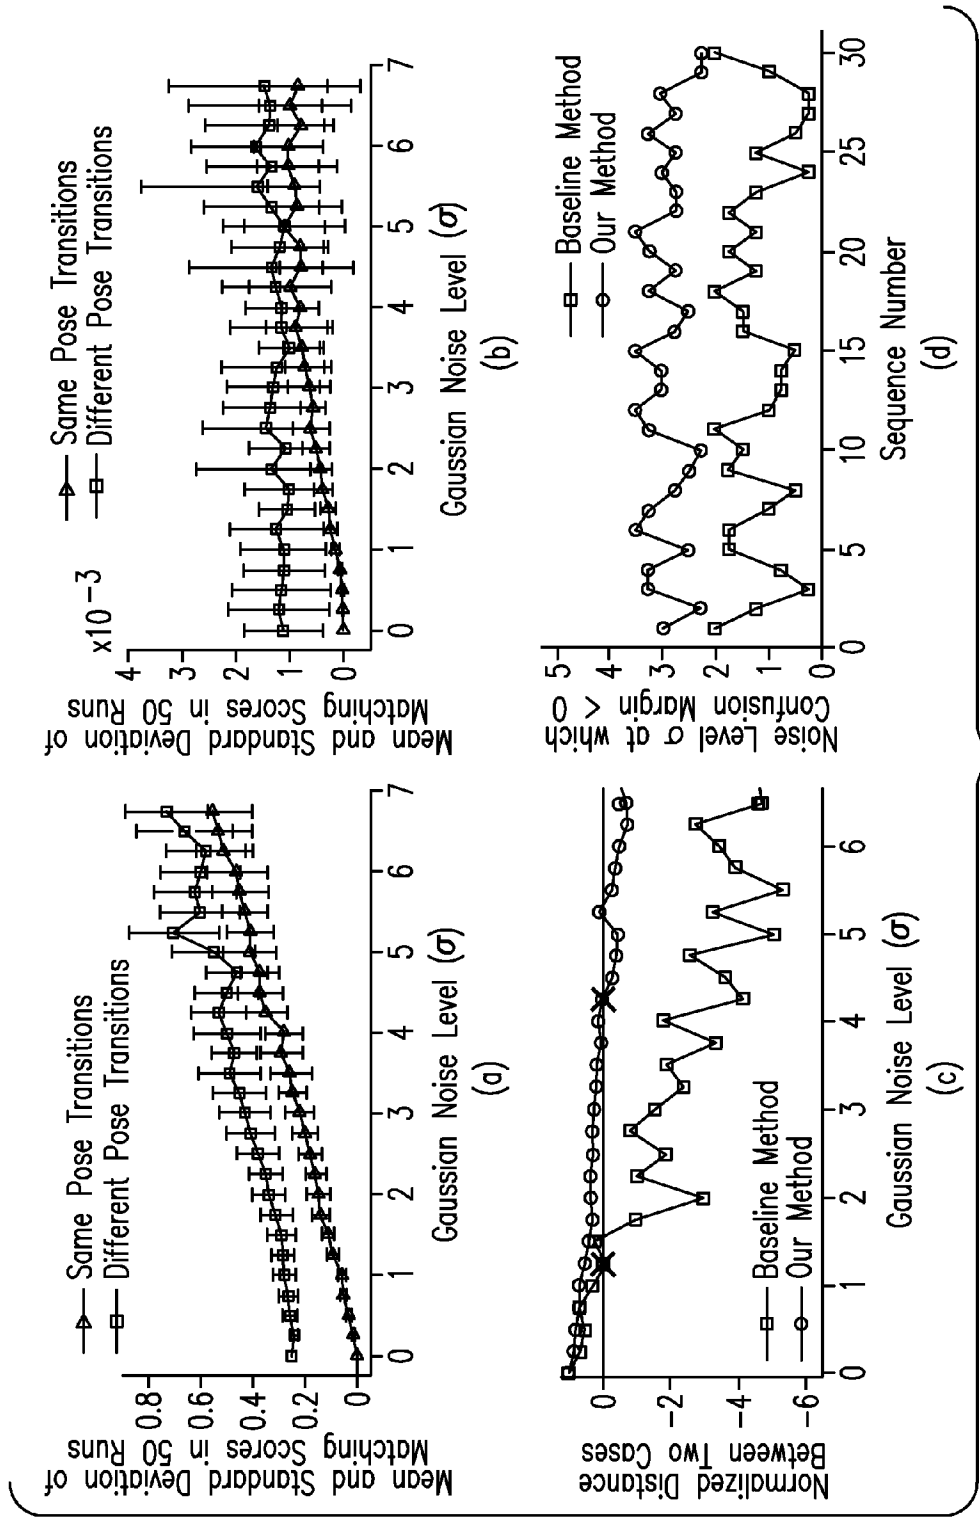 Mean and Standard Deviation of
Matching Scores in 50 Runs
0.8
0.6
0.4
0.2
0
Same Pose Transitions
Different Pose Transitions
0 1 2 3 4 5 6 7
Gaussian Noise Level (σ)
(a)
Mean and Standard Deviation of
Matching Scores in 50 Runs
x10-3
4
3
2
1
0
Same Pose Transitions
Different Pose Transitions
0 1 2 3 4 5 6 7
Gaussian Noise Level (σ)
(b)
Normalized Distance
Between Two Cases
0
-2
-4
-6
Baseline Method
Our Method
0 1 2 3 4 5 6
Gaussian Noise Level (σ)
(c)
Noise Level σ at which
Confusion Margin < 0
5
4
3
2
1
0
Baseline Method
Our Method
0 5 10 15 20 25 30
Sequence Number
(d)